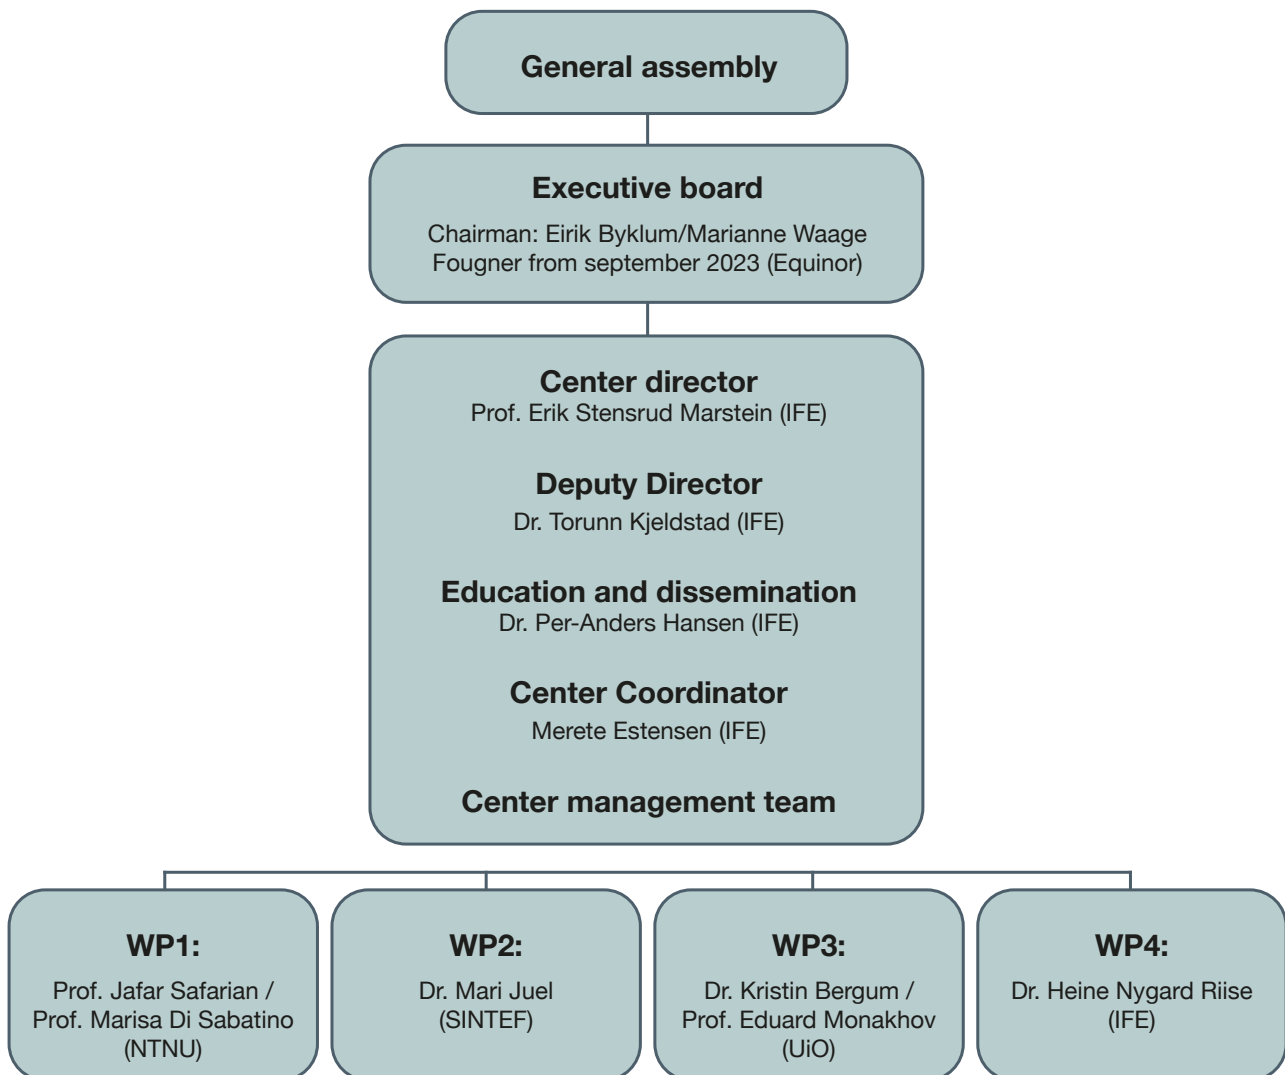 General assembly
Executive board
Chairman: Eirik Byklum/Marianne Waage
Fougner from september 2023 (Equinor)
Center director
Prof. Erik Stensrud Marstein (IFE)
Deputy Director
Dr. Torunn Kjeldstad (IFE)
Education and dissemination
Dr. Per-Anders Hansen (IFE)
Center Coordinator
Merete Estensen (IFE)
Center management team
WP1:
Prof. Jafar Safarian /
Prof. Marisa Di Sabatino
(NTNU)
WP2:
Dr. Mari Juel
(SINTEF)
WP3:
Dr. Kristin Bergum /
Prof. Eduard Monakhov
(UiO)
WP4:
Dr. Heine Nygard Riise
(IFE)